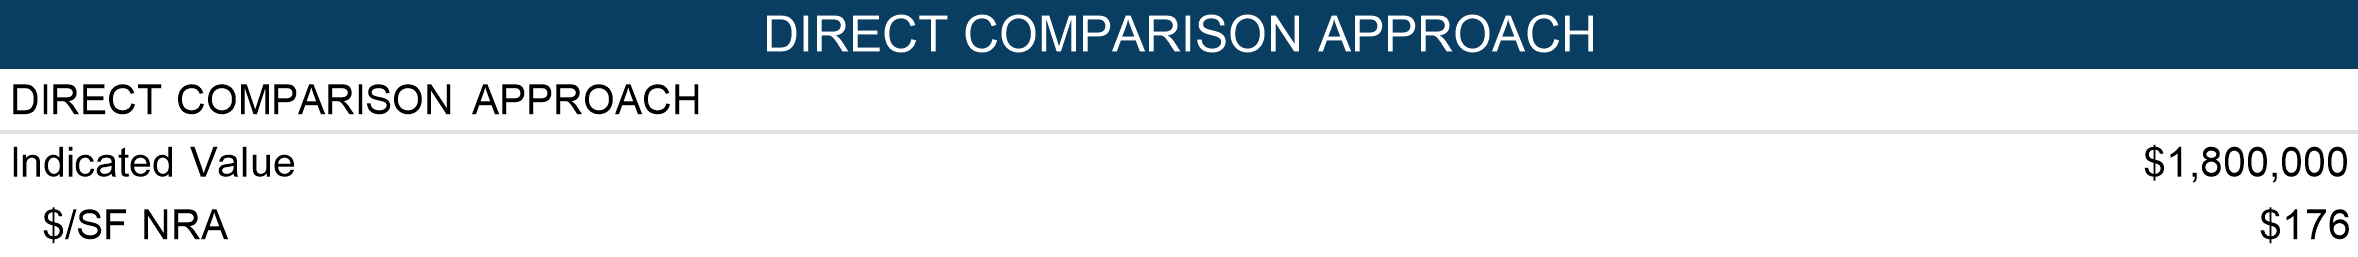 DIRECT COMPARISON APPROACH
DIRECT COMPARISON APPROACH
Indicated Value $1,800,000
$/SF NRA $176